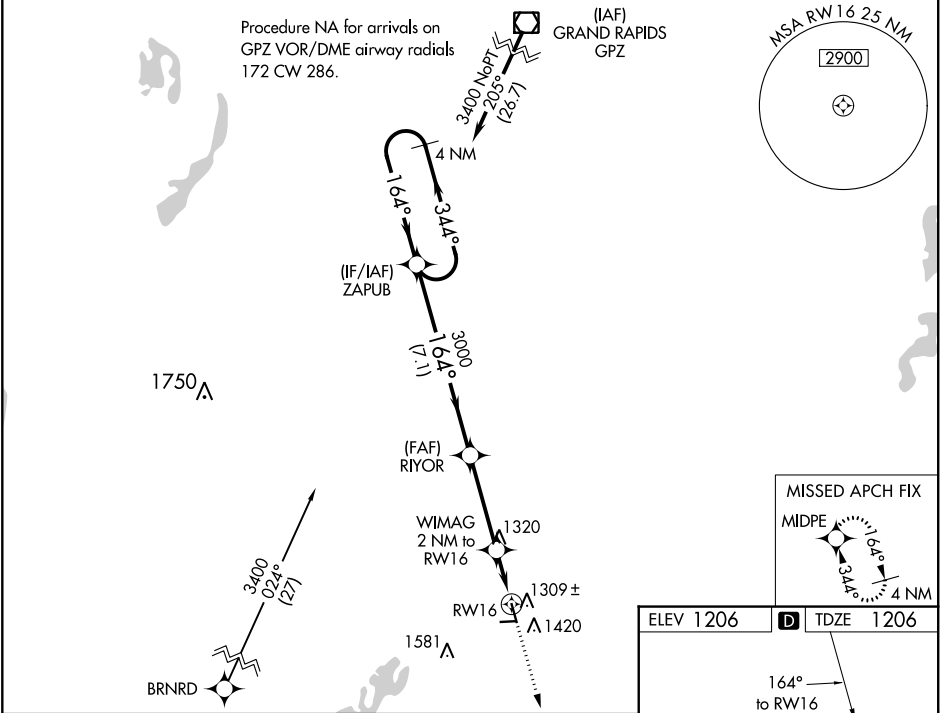 Procedure NA for arrivals on
GPZ VOR/DME airway radials
172 CW 286.
(IAF)
GRAND RAPIDS
GPZ
3400 NoPT
205°
(26.7)
MSA RW16 25 NM
2900
4 NM
164°
344°
(IF/IAF)
ZAPUB
3000
164°
(7.1)
1750
(FAF)
RIYOR
WIMAG
2 NM to
RW16
1320
RW16
1309 ±
1420
1581
3400
024°
(27)
BRNRD
MISSED APCH FIX
MIDPE
164°
344°
4 NM
ELEV 1206
D
TDZE 1206
164°
to RW16